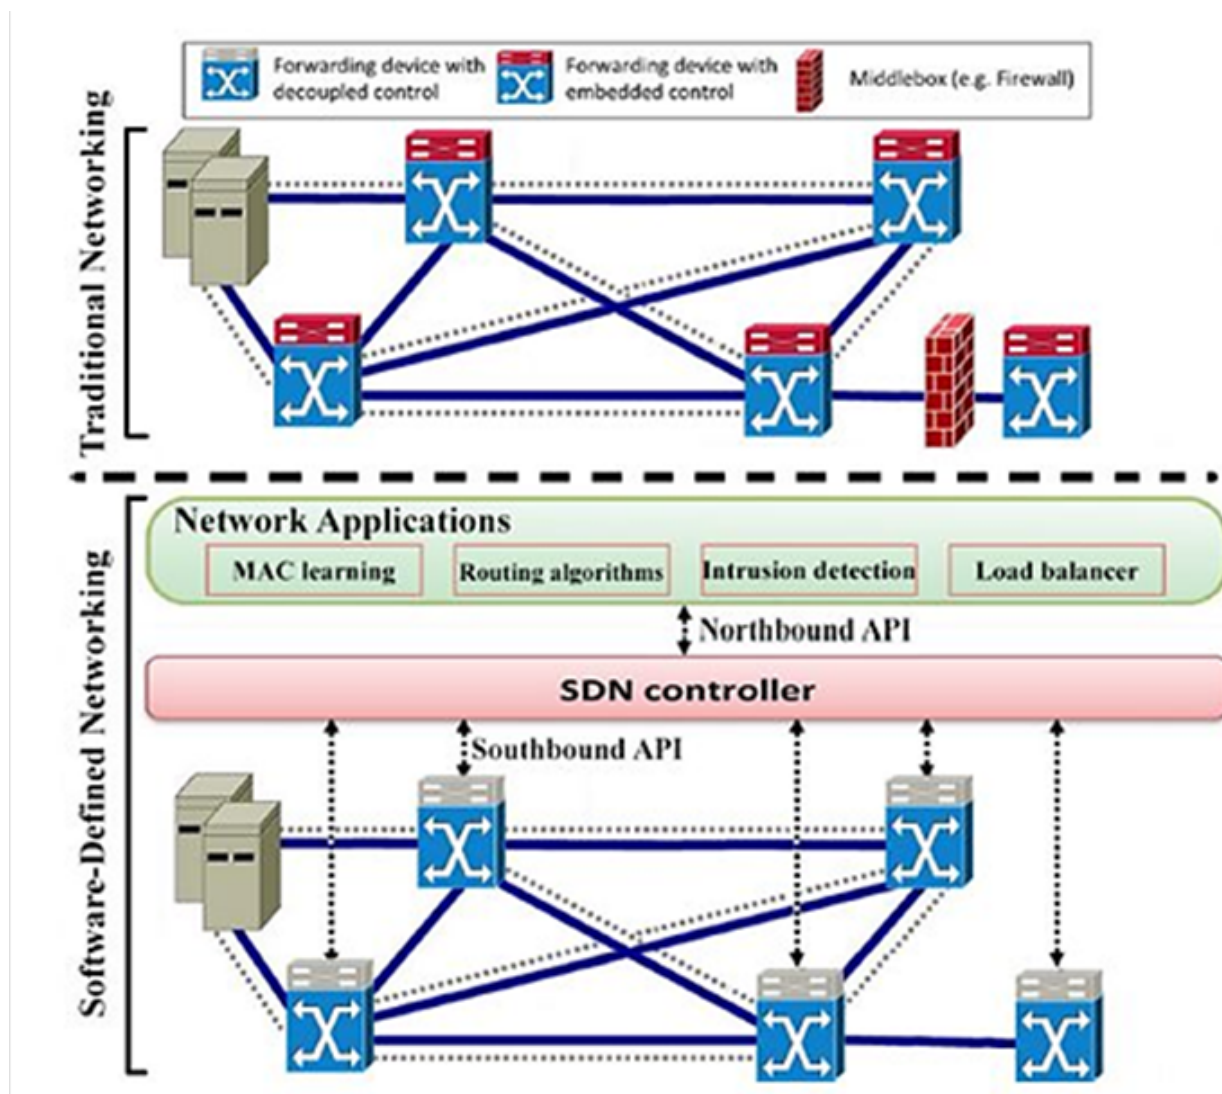 Forwarding device with
decoupled control
Forwarding device with
embedded control
Middlebox (e.g. Firewall)
Traditional Networking
Network Applications
MAC learning
Routing algorithms
Intrusion detection
Load balancer
Northbound API
SDN controller
Southbound API
Software-Defined Networking